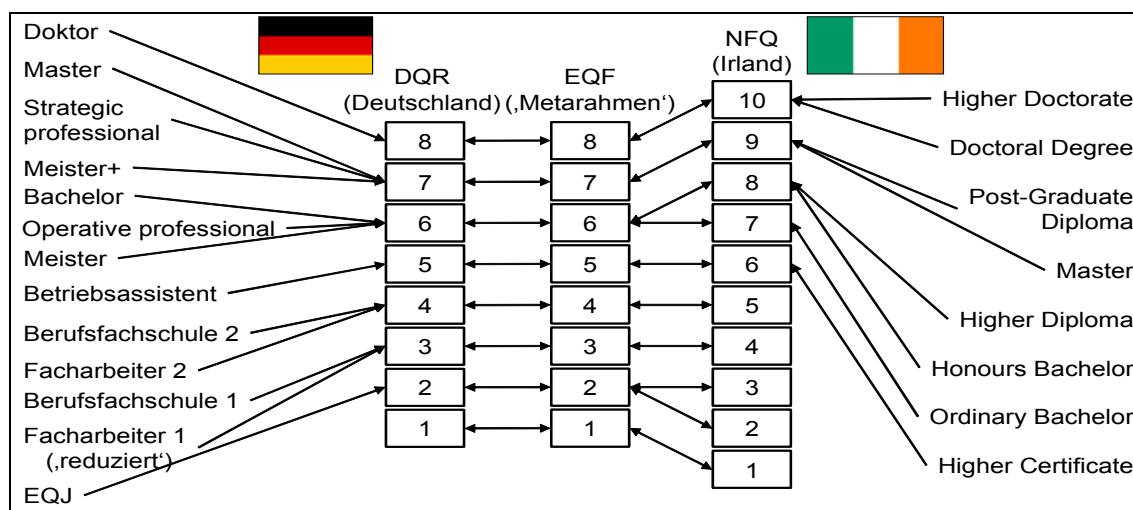 Doktor
Master
Strategic
professional
Meister+
Bachelor
Operative professional
Meister
Betriebsassistent
Berufsfachschule 2
Facharbeiter 2
Berufsfachschule 1
Facharbeiter 1
(‚reduziert‘)
EQJ
DQR
(Deutschland)
8
7
6
5
4
3
2
1
EQF
(‚Metarahmen‘)
8
7
6
5
4
3
2
1
NFQ
(Irland)
10
9
8
7
6
5
4
3
2
1
Higher Doctorate
Doctoral Degree
Post-Graduate
Diploma
Master
Higher Diploma
Honours Bachelor
Ordinary Bachelor
Higher Certificate